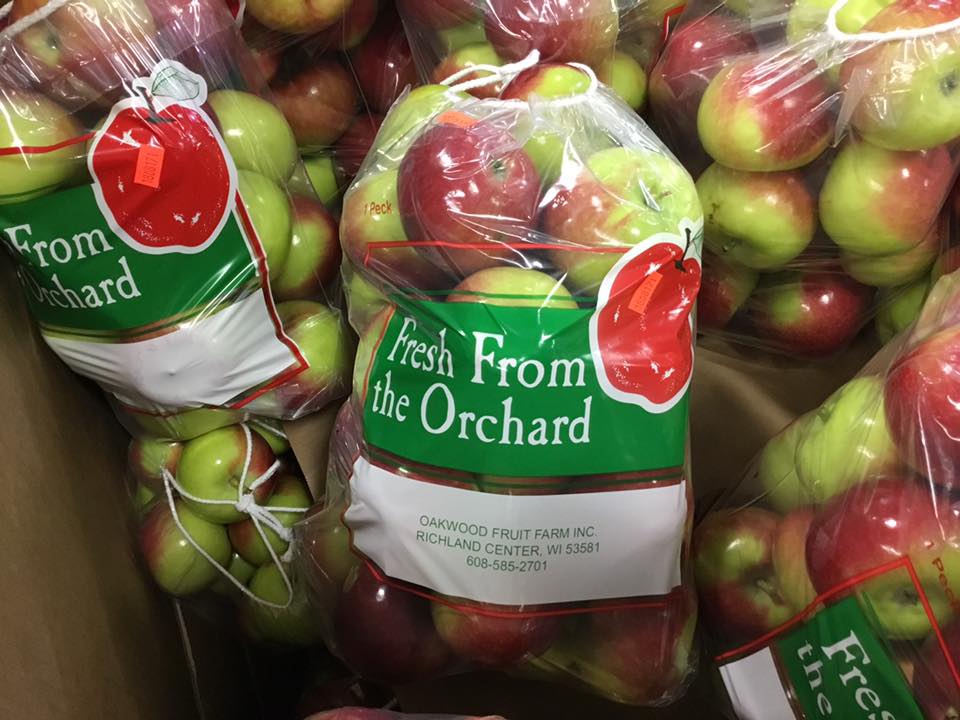 From
Orchard
1 Peck
Fresh From
the Orchard
OAKWOOD FRUIT FARM INC.
RICHLAND CENTER, WI 53581
608-585-2701
Peck
Fres
the